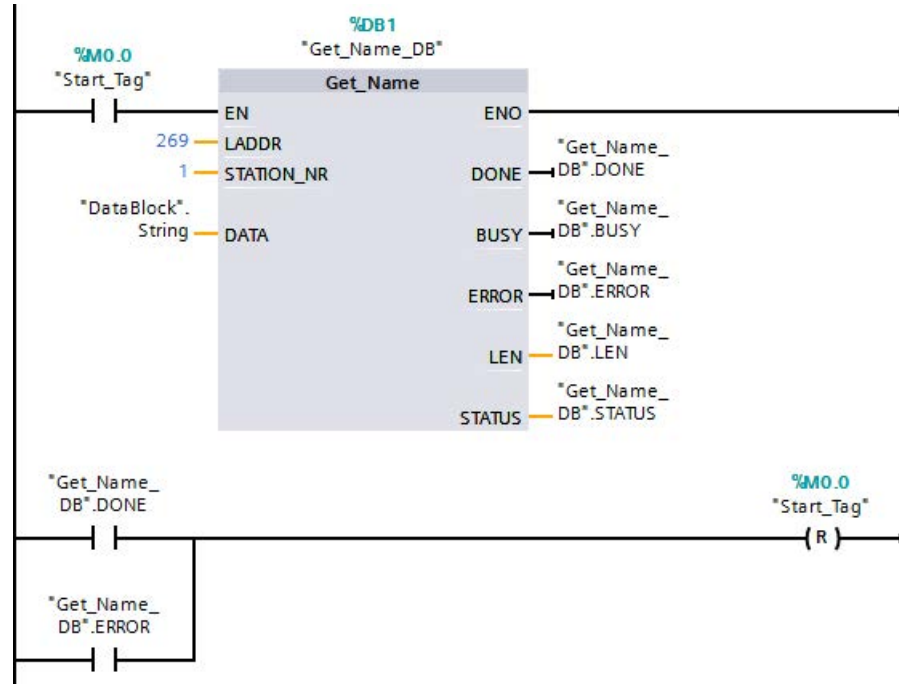 %DB1
"Get_Name_DB"
%M0.0
"Start_Tag"
Get_Name
EN
ENO
269
LADDR
1
STATION_NR
"DataBlock".
String
DATA
DONE
"Get_Name_
DB".DONE
BUSY
"Get_Name_
DB".BUSY
ERROR
"Get_Name_
DB".ERROR
LEN
"Get_Name_
DB".LEN
STATUS
"Get_Name_
DB".STATUS
"Get_Name_
DB".DONE
%M0.0
"Start_Tag"
R
"Get_Name_
DB".ERROR